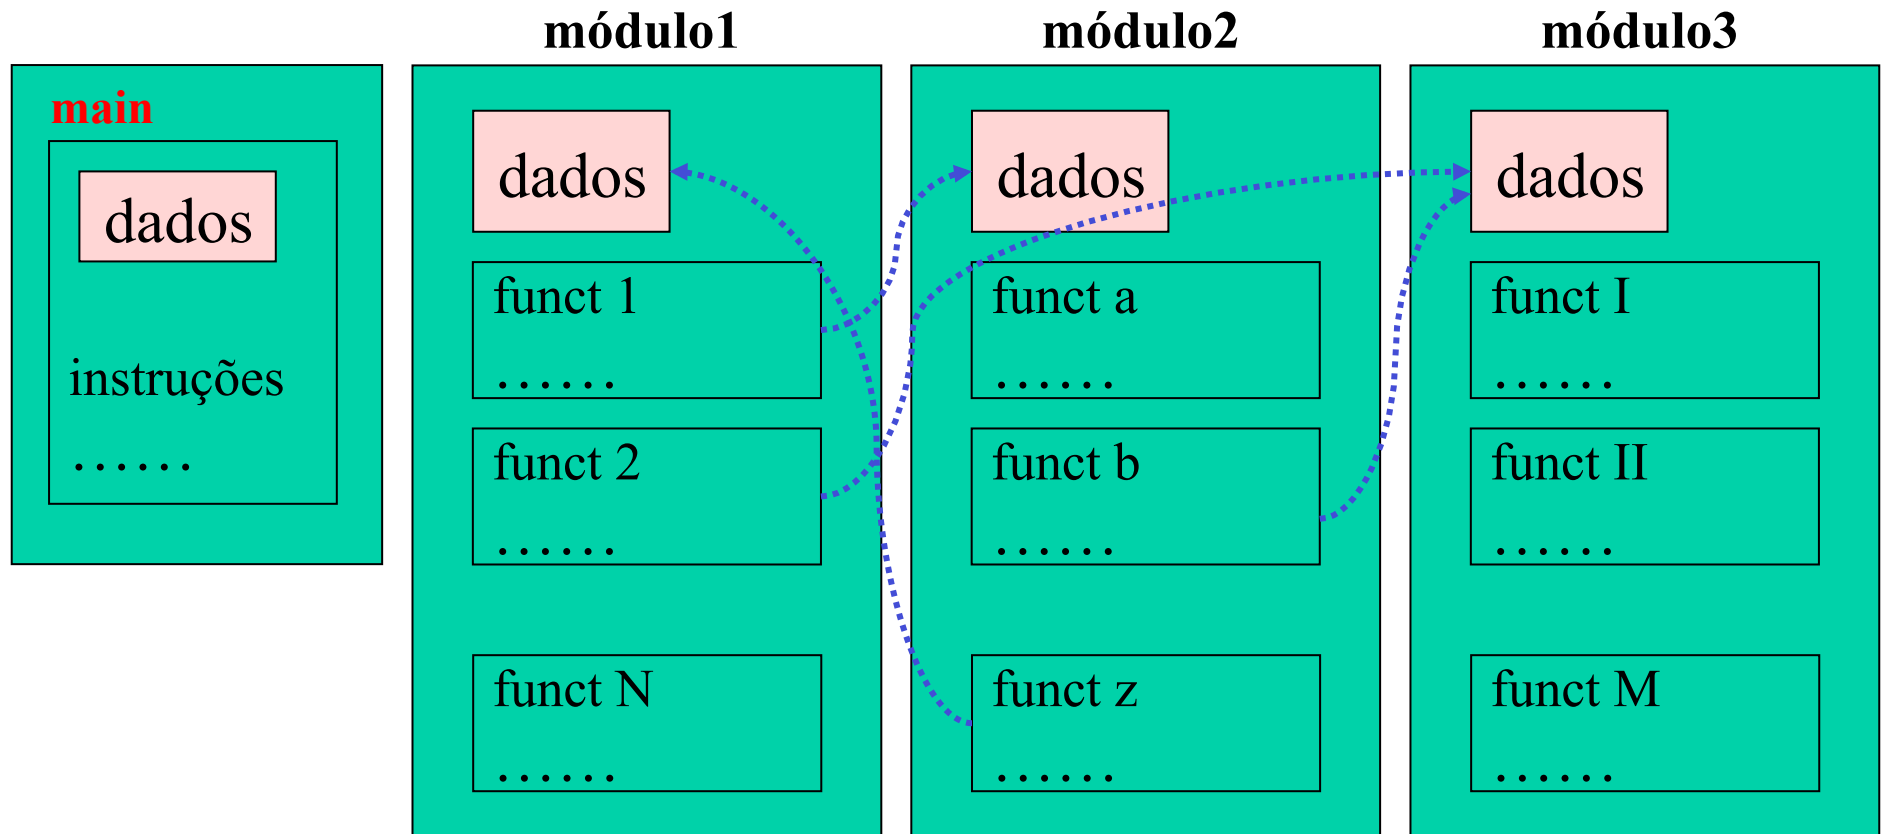 módulo1
módulo2
módulo3
main
dados
instruções
......
dados
funct 1
......
funct 2
......
funct N
......
dados
funct a
......
funct b
......
funct z
......
dados
funct I
......
funct II
......
funct M
......